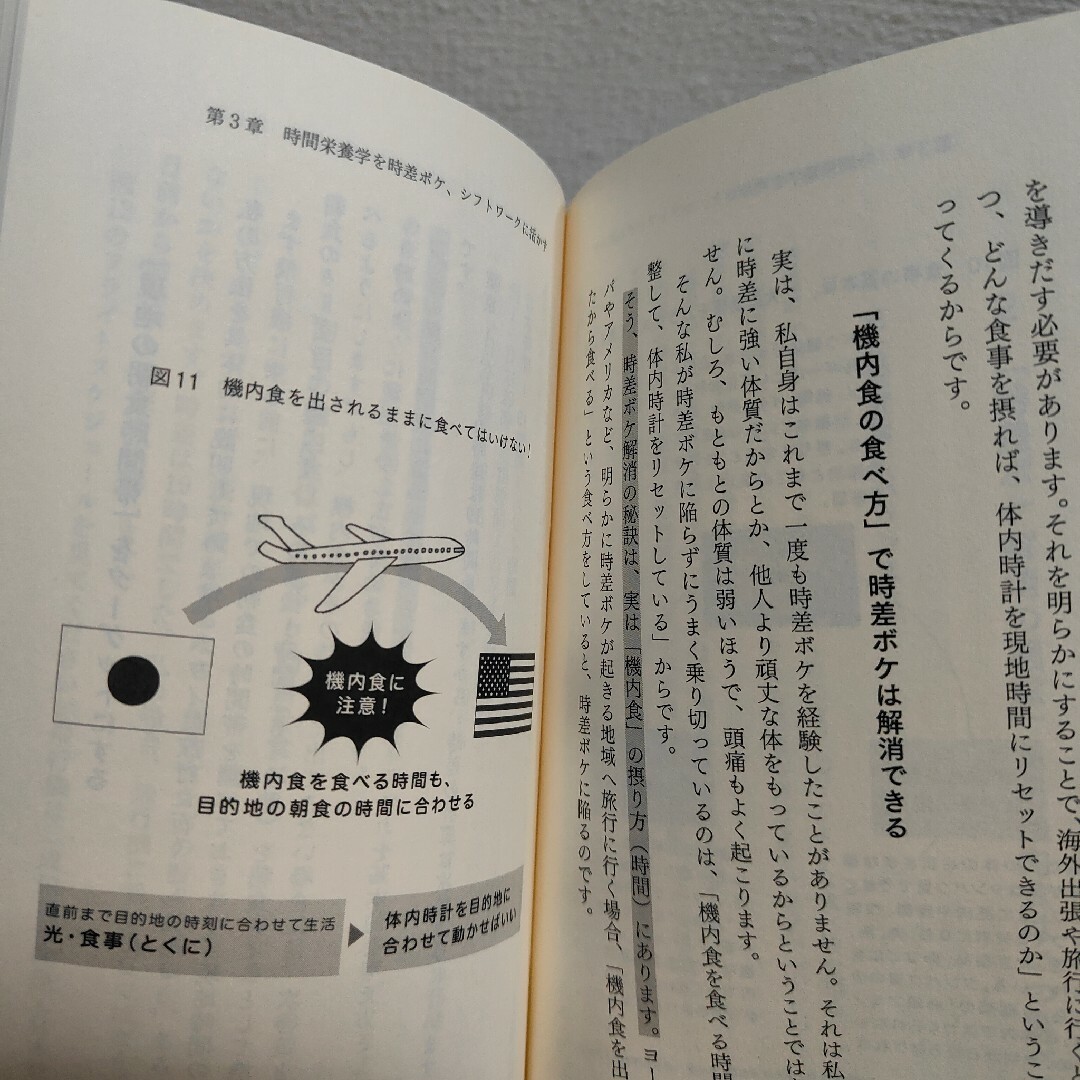 を導きだす必要があります。それを明らかにすることで、海外出張や旅行に行くと
つ、どんな食事を摂れば、体内時計を現地時間にリセットできるのか」というこ
ってくるからです。
「機内食の食べ方」で時差ボケは解消できる
実は、私自身はこれまで一度も時差ボケを経験したことがありません。それは私
に時差に強い体質だからとか、他人より頑丈な体をもっているからということでは
せん。むしろ、もともとの体質は弱いほうで、頭痛もよく起こります。
そんな私が時差ボケに陥らずにうまく乗り切っているのは、「機内食を食べる時間
整して、体内時計をリセットしている」からです。
そう、時差ボケ解消の秘訣は、実は「機内食」の摂り方（時間）にあります。ヨー
パやアメリカなど、明らかに時差ボケが起きる地域へ旅行に行く場合、「機内食を出
たから食べる」という食べ方をしていると、時差ボケに陥るのです。
第3章　時間栄養学を時差ボケ、シフトワークに活かす
図11　機内食を出されるままに食べてはいけない！
機内食に
注意！
機内食を食べる時間も、
目的地の朝食の時間に合わせる
直前まで目的地の時刻に合わせて生活
光・食事（とくに）
体内時計を目的地に
合わせて動かせばいい